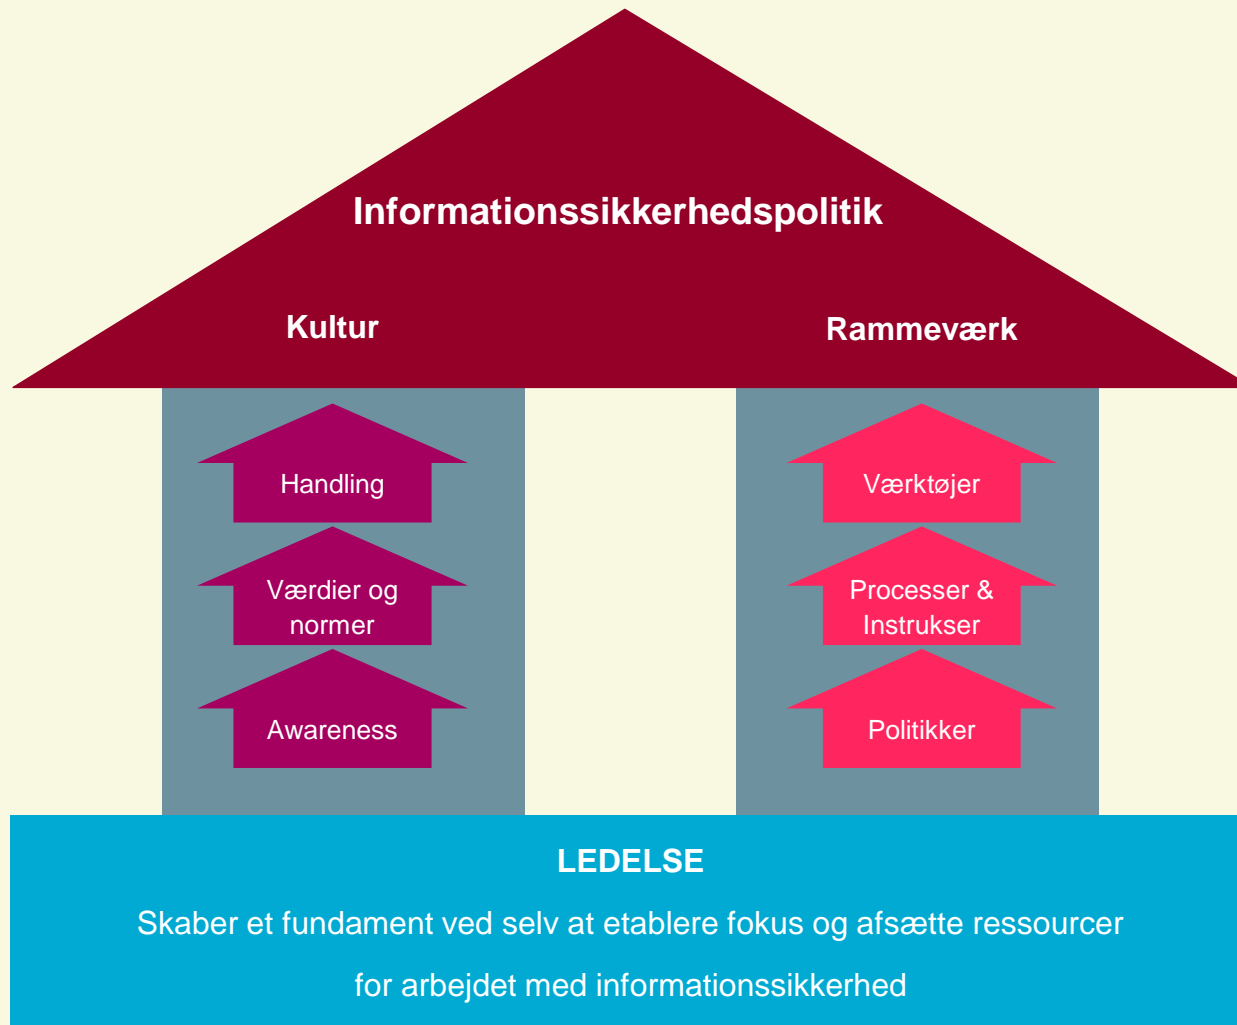 Informationssikkerhedspolitik
Kultur
Rammeværk
Handling
Værdier og
normer
Awareness
Værktøjer
Processer &
Instrukser
Politikker
LEDELSE
Skaber et fundament ved selv at etablere fokus og afsætte ressourcer
for arbejdet med informationssikkerhed